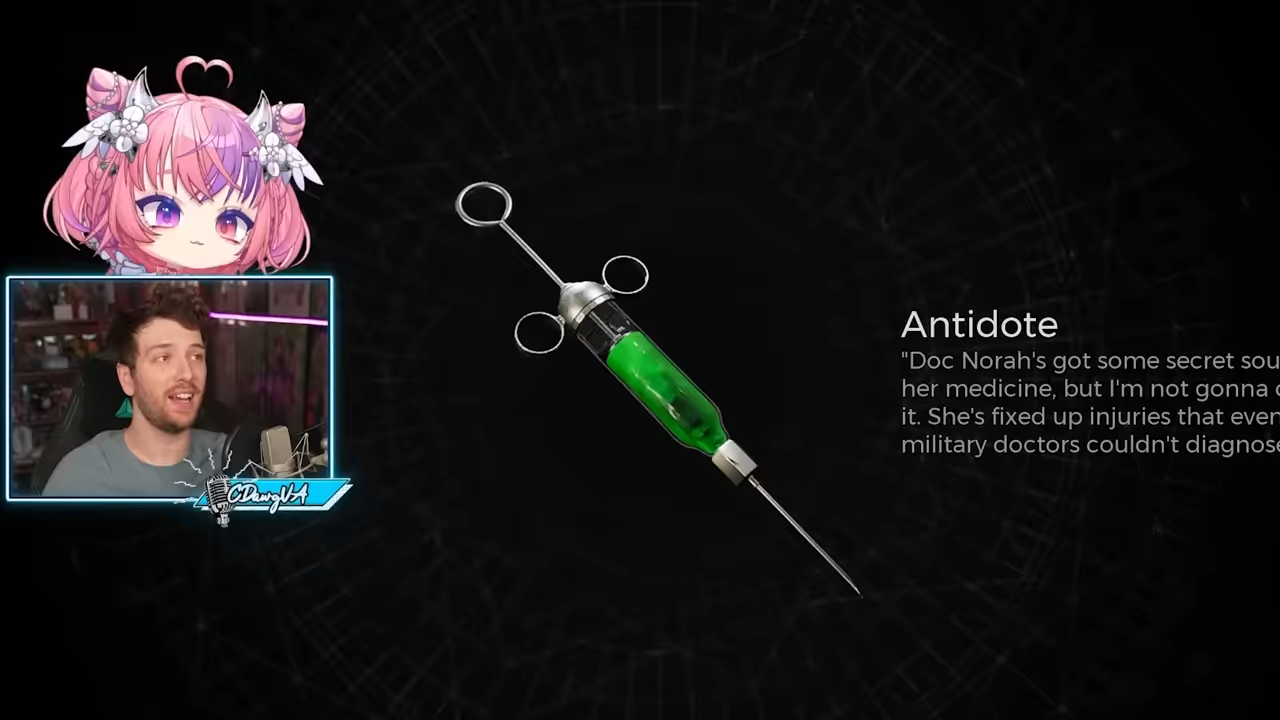 Antidote
"Doc Norah's got some secret
her medicine, but I'm not gonna
it. She's fixed up injuries that even
military doctors couldn't diagnose
CDawgVA